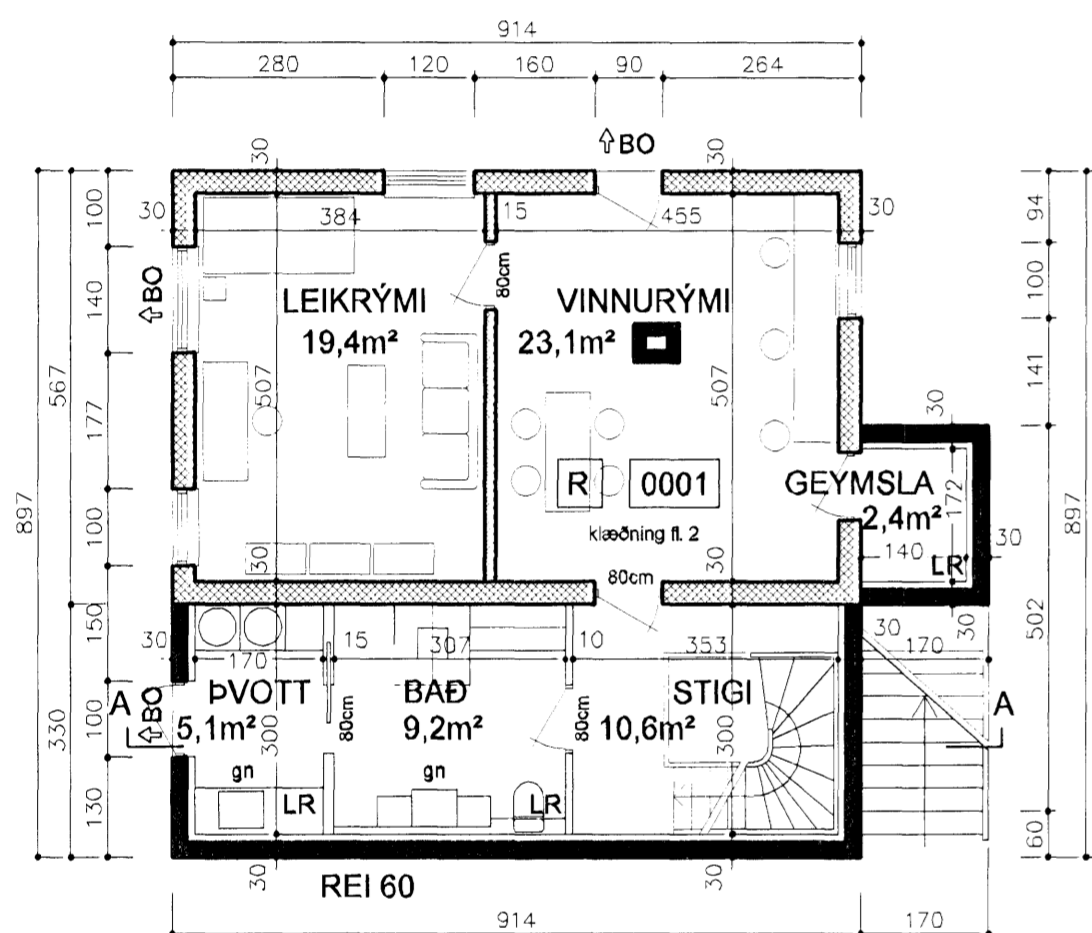 914
280 120 160 90 264
BO
30 30
100 30 384 15 455 30 94
80cm
BO
140 LEIKRÝMI VINNURÝMI 100
19,4m² 23,1m²
567 507 507 141
177 30
R 0001 GEYMSLA
172
2,4m²
897 100 klæðning fl. 2 897
30 80cm 30 140 30
LR
150 502
30 15 307 10 353 30 170 30
170
A ÞVOTT BAÐ STIGI A
BO 5,1m² 80cm 9,2m² 80cm 10,6m²
330 100 300 300
gn gn
130 LR LR 60
30 REI 60 30
914 170